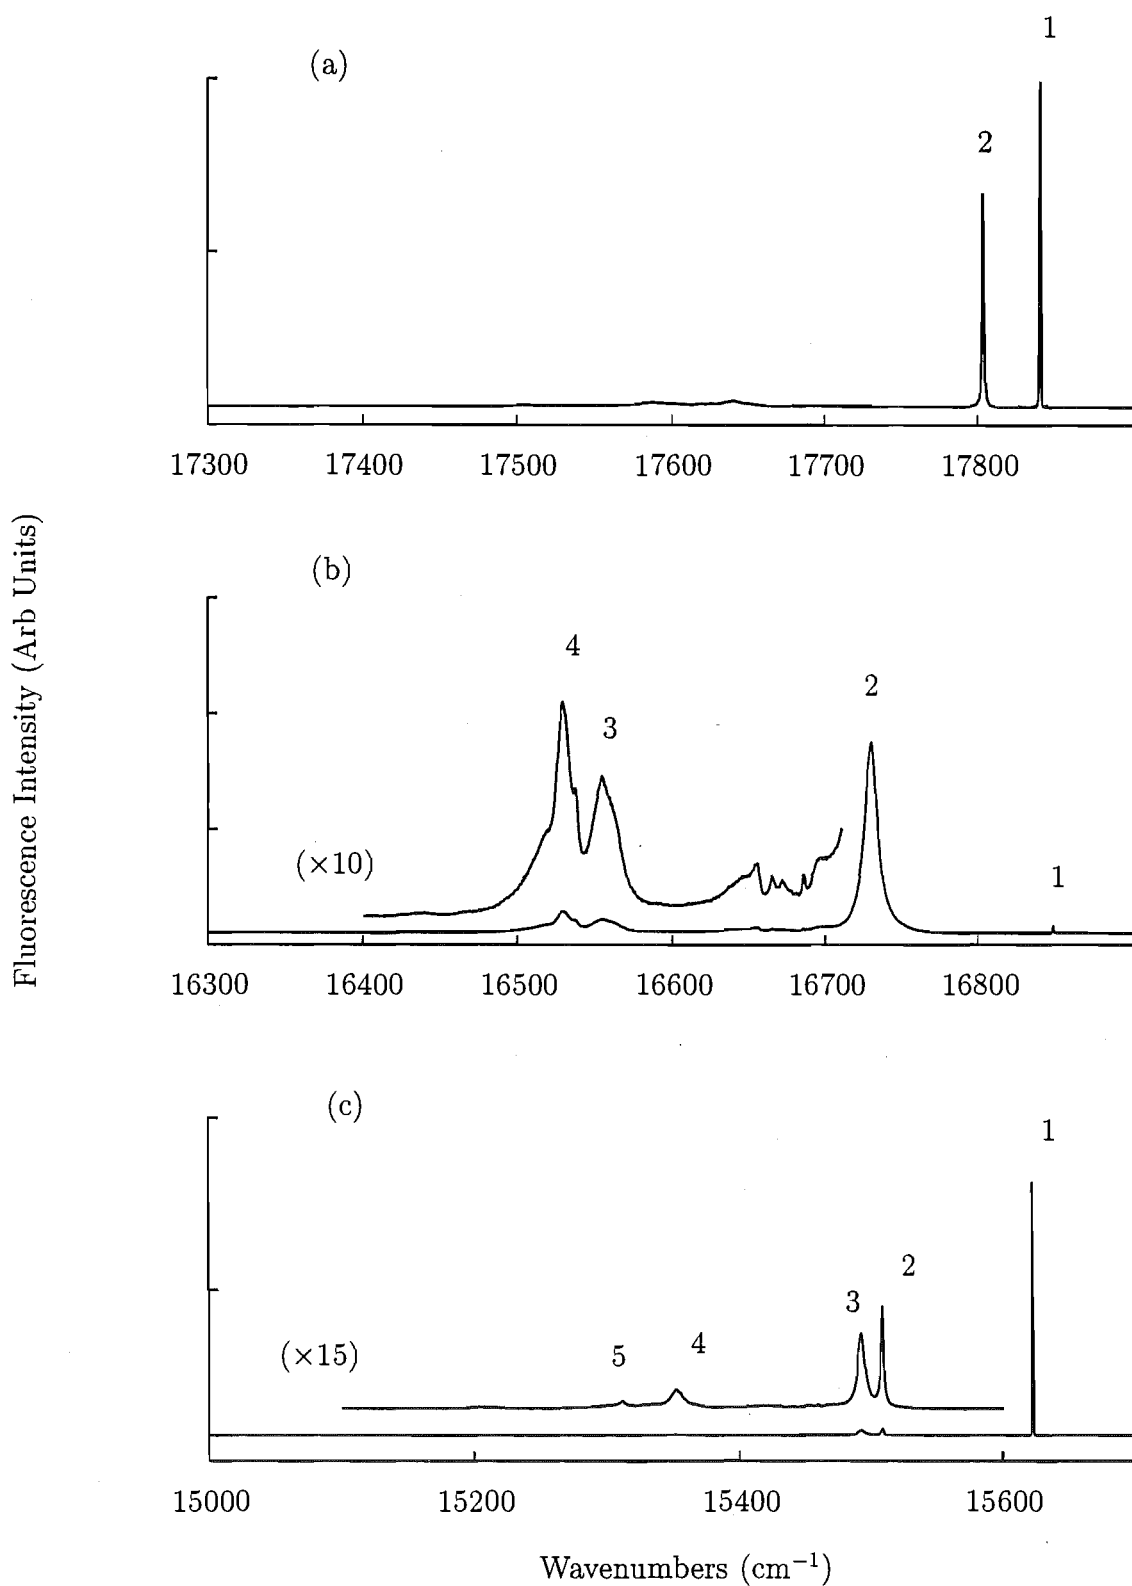 1
(a)
2
17300 17400 17500 17600 17700 17800
Fluorescence Intensity (Arb Units)
(b)
4
2
3
(×10)
1
16300 16400 16500 16600 16700 16800
(c)
1
2
3
4
5
(×15)
15000 15200 15400 15600
Wavenumbers (cm⁻¹)